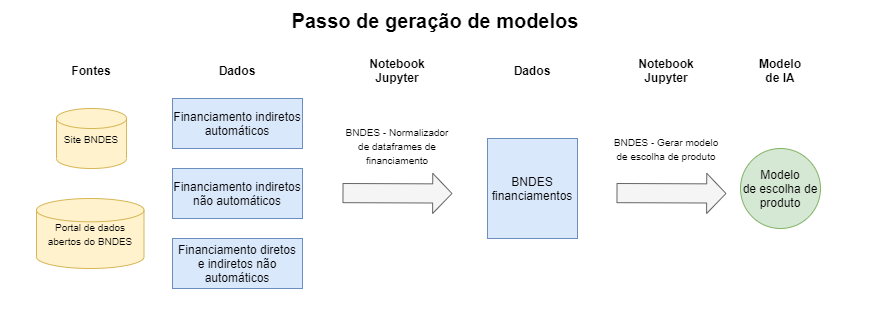 Passo de geração de modelos
Fontes
Dados
Notebook
Jupyter
Dados
Notebook
Jupyter
Modelo
de IA
Site BNDES
Portal de dados
abertos do BNDES
Financiamento indiretos
automáticos
Financiamento indiretos
não automáticos
Financiamento diretos
e indiretos não
automáticos
BNDES - Normalizador
de dataframes de
financiamento
BNDES
financiamentos
BNDES - Gerar modelo
de escolha de produto
Modelo
de escolha de
produto